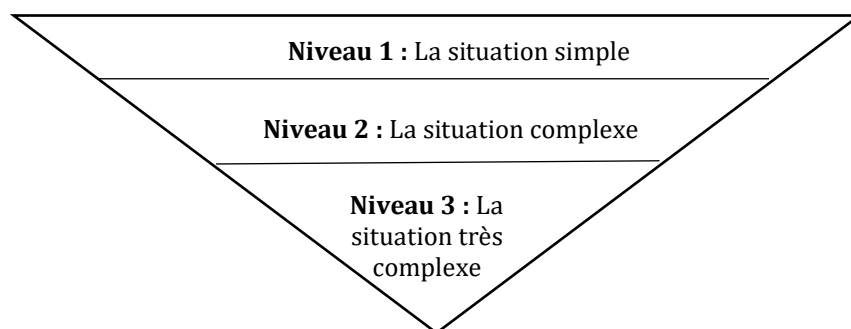 Niveau 1 : La situation simple
Niveau 2 : La situation complexe
Niveau 3 : La
situation très
complexe